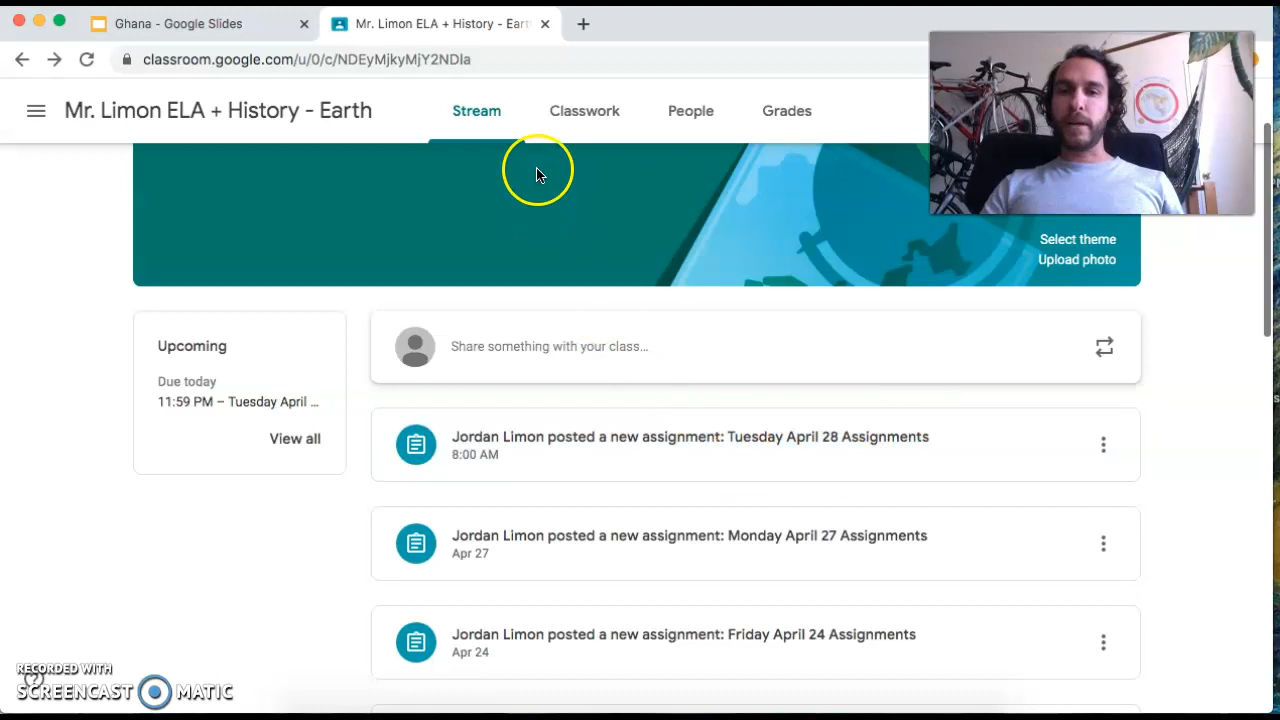 Ghana - Google Slides
Mr. Limon ELA + History - Eart
classroom.google.com/u/0/c/NDEyMjkyMjY2NDIa
Mr. Limon ELA + History - Earth
Stream
Classwork
People
Grades
Select theme
Upload photo
Upcoming
Due today
11:59 PM – Tuesday April ...
View all
Share something with your class...
Jordan Limon posted a new assignment: Tuesday April 28 Assignments
8:00 AM
Jordan Limon posted a new assignment: Monday April 27 Assignments
Apr 27
Jordan Limon posted a new assignment: Friday April 24 Assignments
Apr 24
RECORDED WITH
SCREENCAST MATIC